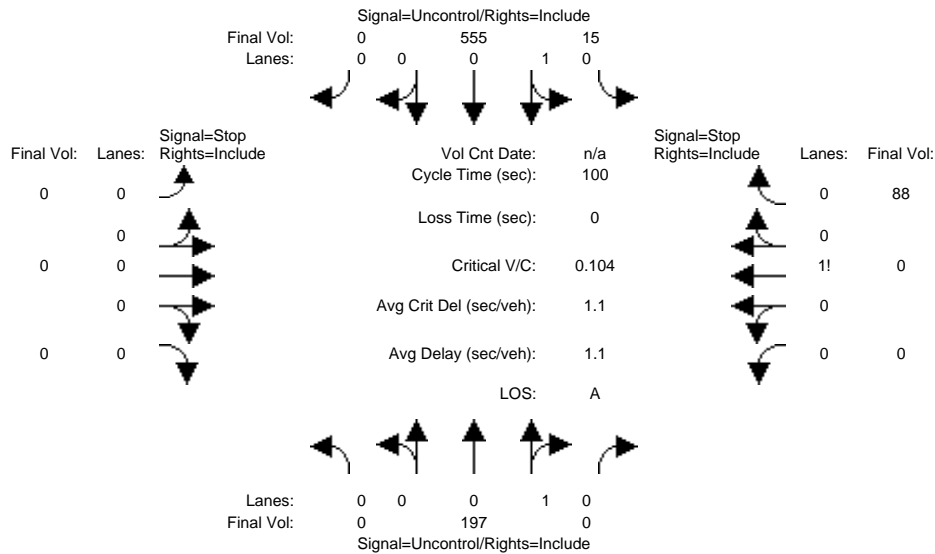 Signal=Uncontrol/Rights=Include
Final Vol: 0 555 15
Lanes: 0 0 0 1 0
Signal=Stop Signal=Stop
Final Vol: Lanes: Rights=Include Vol Cnt Date: n/a Rights=Include Lanes: Final Vol:
Cycle Time (sec): 100
0 0 0 88
Loss Time (sec): 0
0 0
0 0 Critical V/C: 0.104 1! 0
0 Avg Crit Del (sec/veh): 1.1 0
0 0 Avg Delay (sec/veh): 1.1 0 0
LOS: A
Lanes: 0 0 0 1 0
Final Vol: 0 197 0
Signal=Uncontrol/Rights=Include